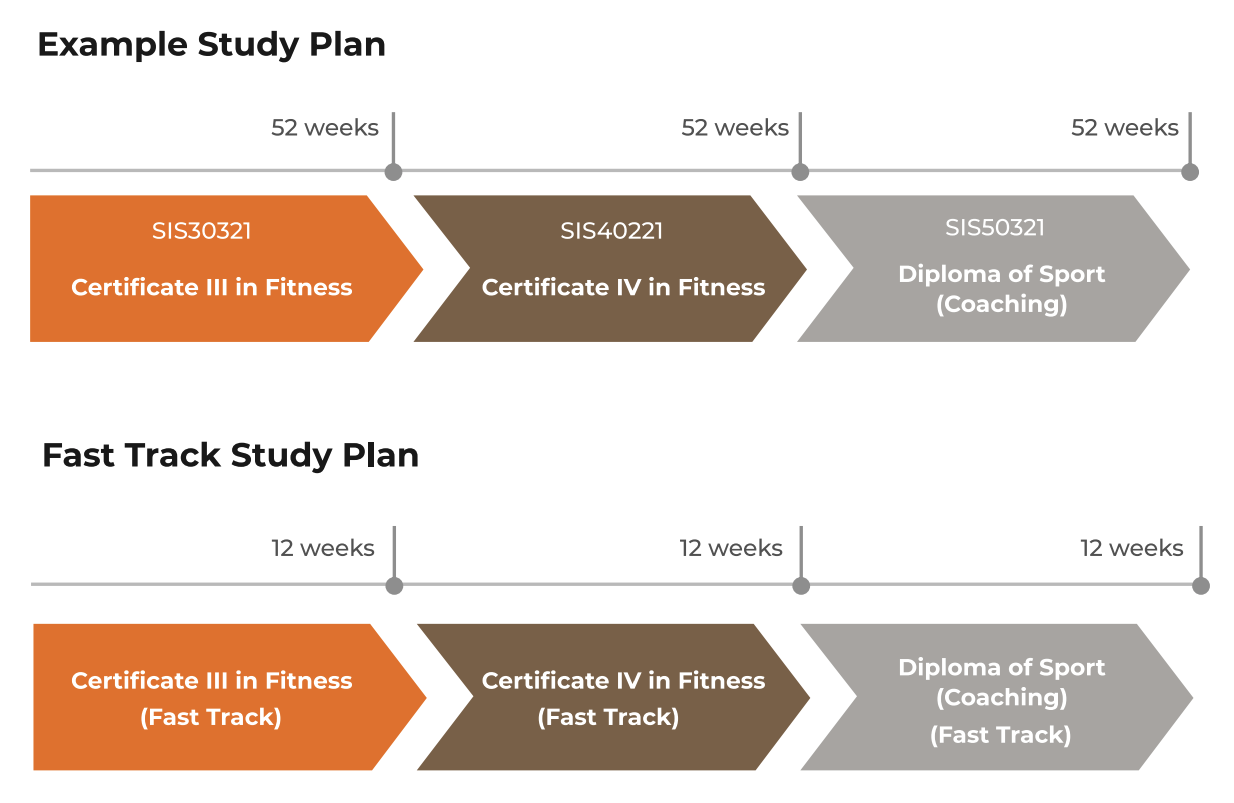 Example Study Plan
52 weeks
52 weeks
52 weeks
SIS30321
Certificate III in Fitness
SIS40221
Certificate IV in Fitness
SIS50321
Diploma of Sport
(Coaching)
Fast Track Study Plan
12 weeks
12 weeks
12 weeks
Certificate III in Fitness
(Fast Track)
Certificate IV in Fitness
(Fast Track)
Diploma of Sport
(Coaching)
(Fast Track)